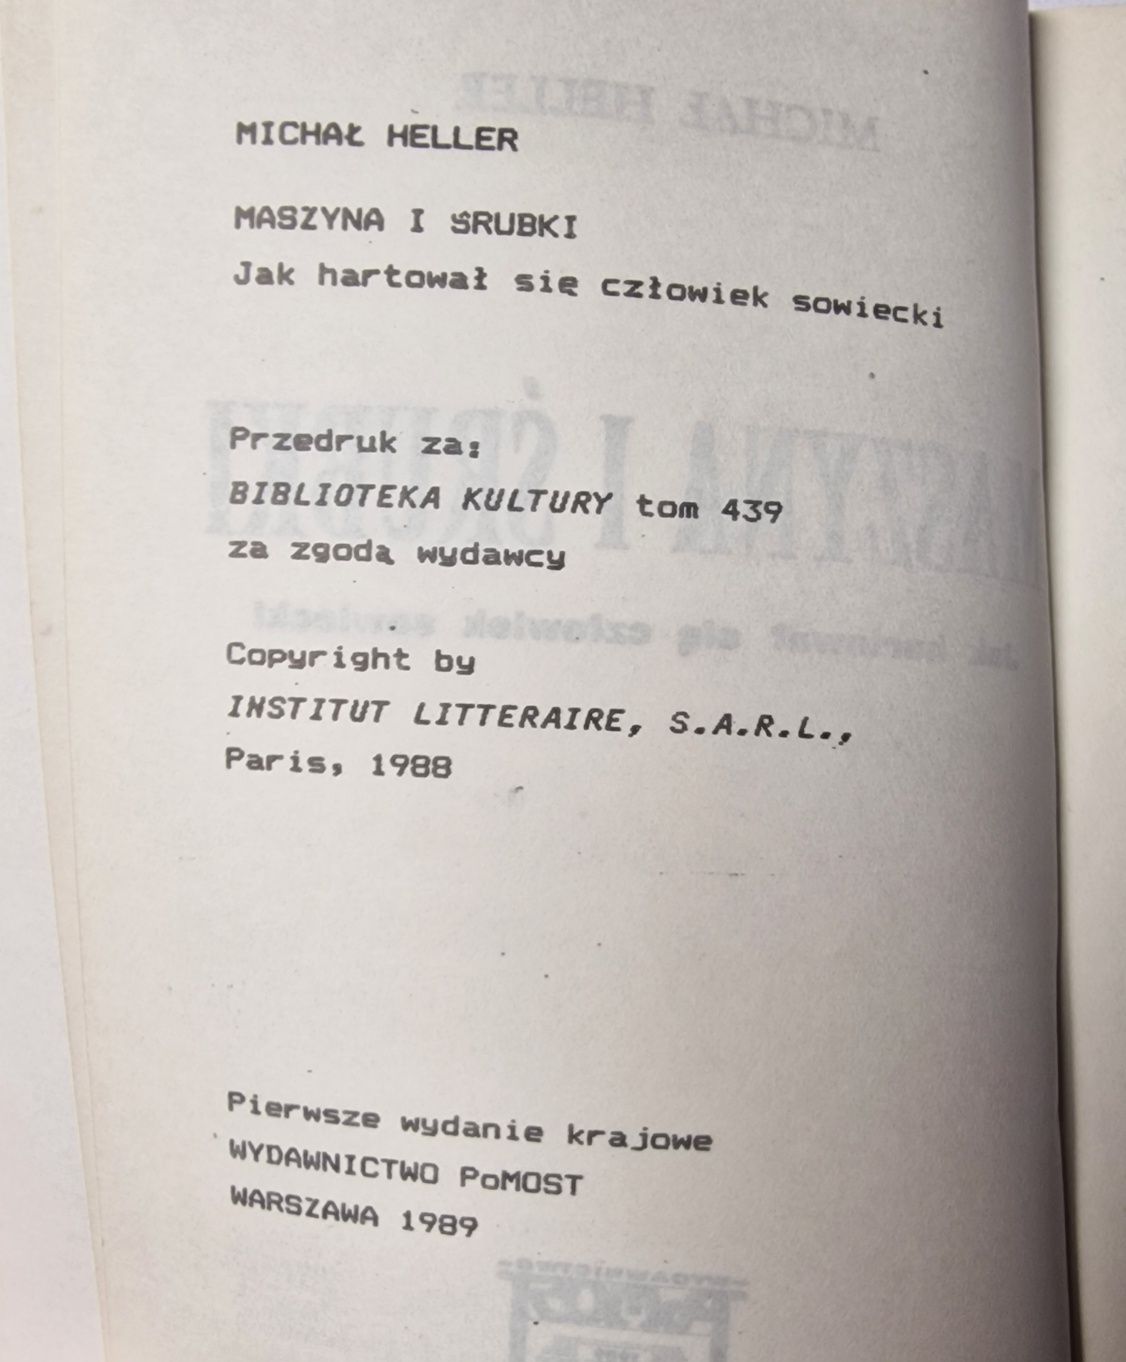 MICHAŁ HELLER
MASZYNA I ŚRUBKI
Jak hartował się człowiek sowiecki
Przedruk za:
BIBLIOTEKA KULTURY tom 439
za zgodą wydawcy
Copyright by
INSTITUT LITTERAIRE, S.A.R.L.,
Paris, 1988
Pierwsze wydanie krajowe
WYDAWNICTWO PoMOST
WARSZAWA 1989